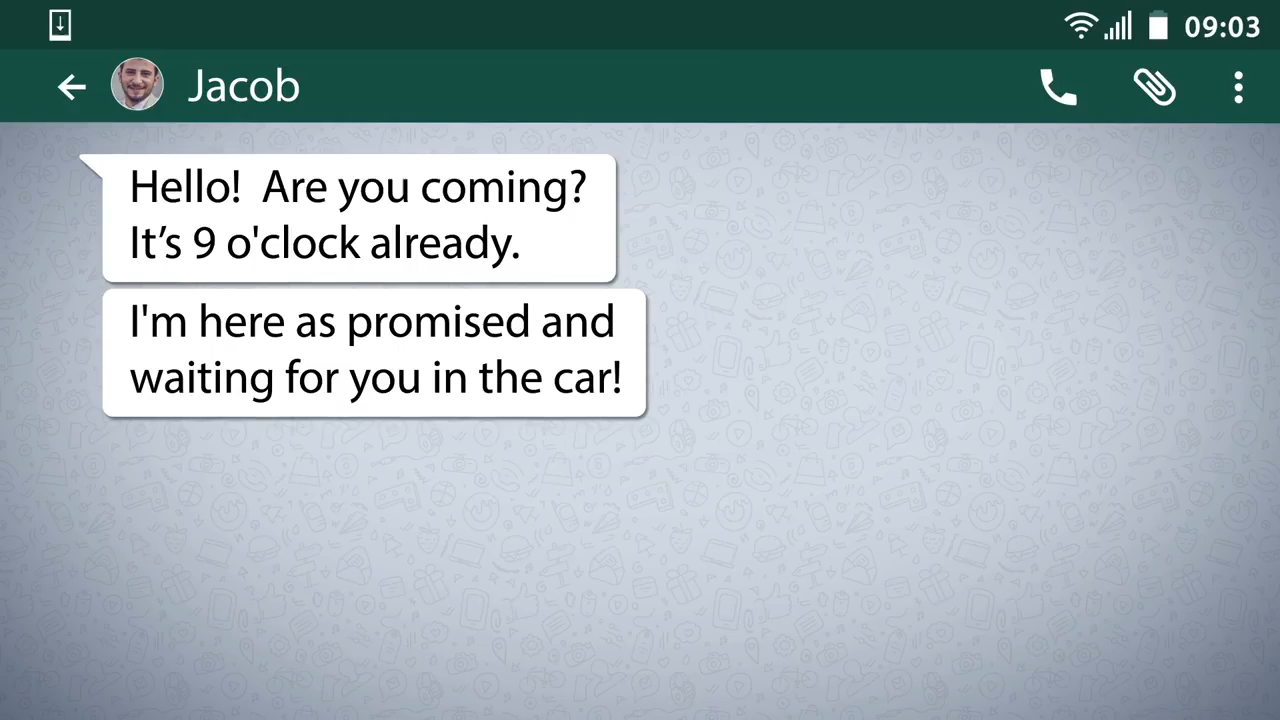 09:03
Jacob
Hello!  Are you coming?
It’s 9 o'clock already.
I'm here as promised and
waiting for you in the car!